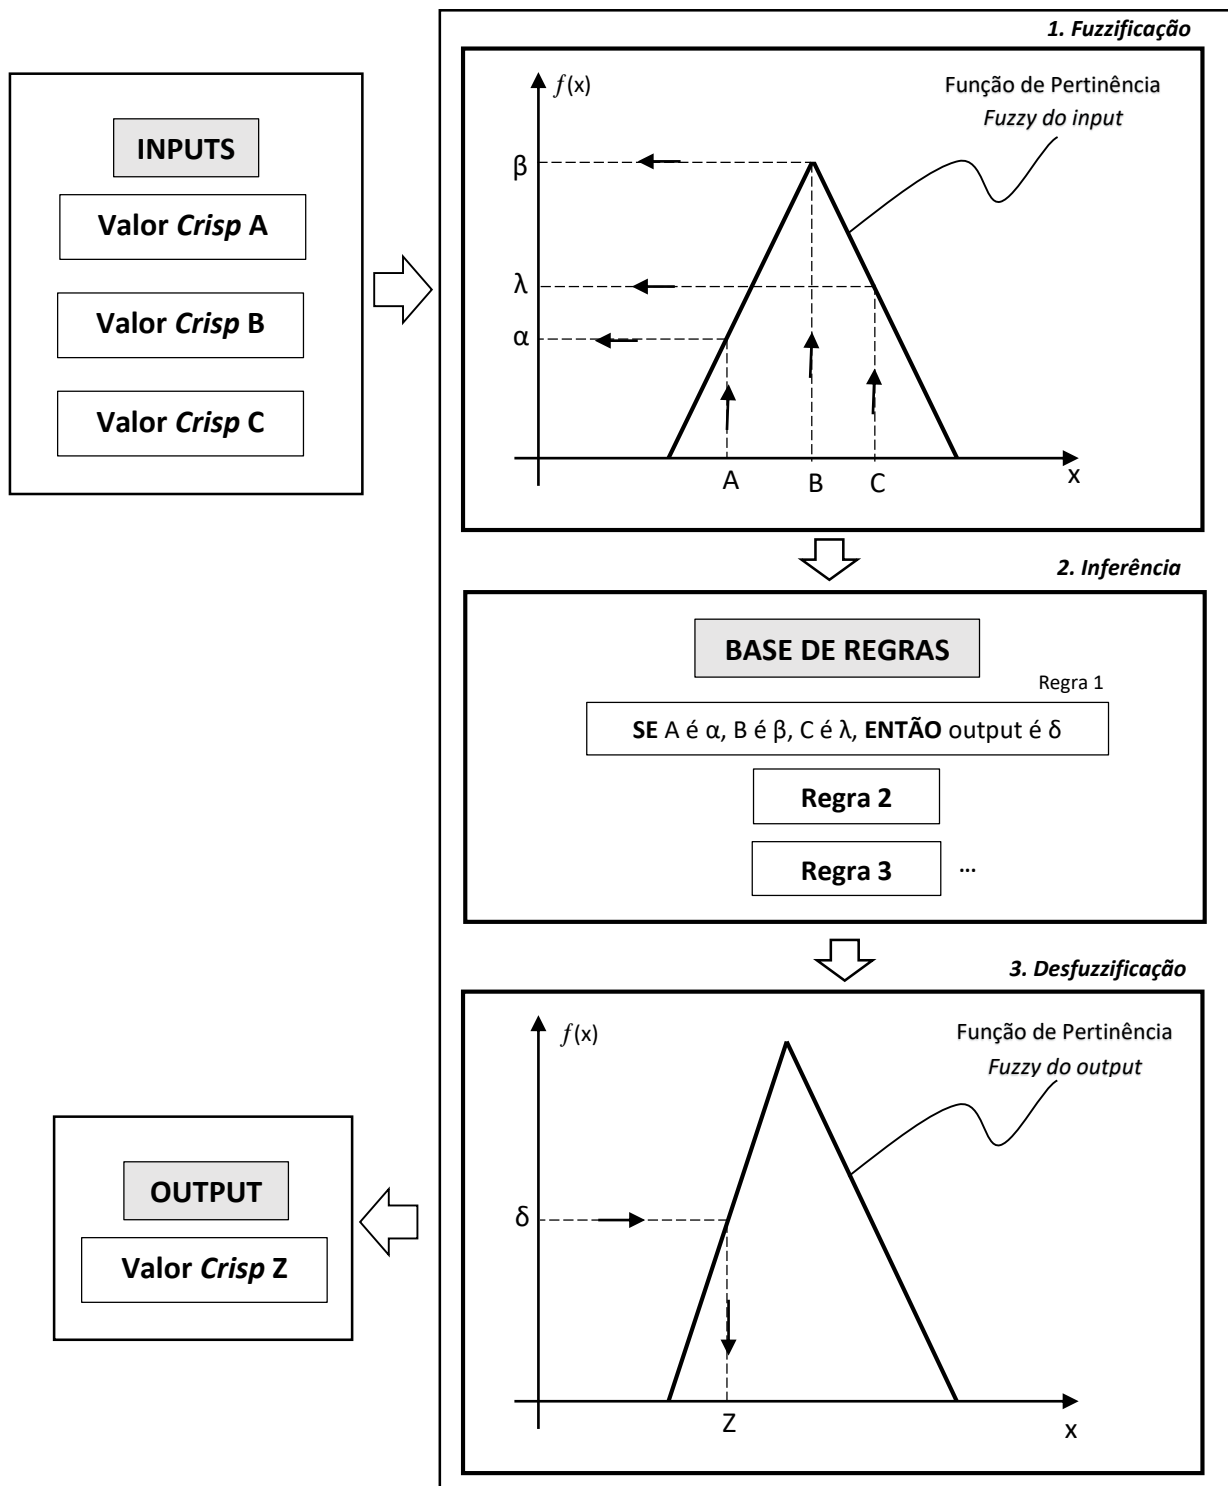 1. Fuzzificação
INPUTS
Valor Crisp A
Valor Crisp B
Valor Crisp C
f(x)
Função de Pertinência
Fuzzy do input
β
λ
α
A B C x
2. Inferência
BASE DE REGRAS
Regra 1
SE A é α, B é β, C é λ, ENTÃO output é δ
Regra 2
Regra 3 ...
3. Desfuzzificação
f(x)
Função de Pertinência
Fuzzy do output
δ
Z x
OUTPUT
Valor Crisp Z